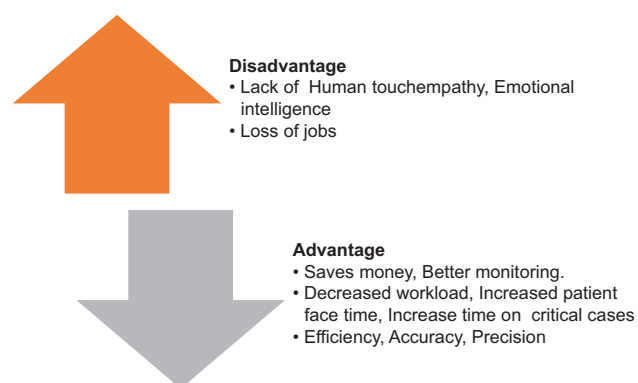 Disadvantage
• Lack of Human touchempathy, Emotional
intelligence
• Loss of jobs
Advantage
• Saves money, Better monitoring.
• Decreased workload, Increased patient
face time, Increase time on critical cases
• Efficiency, Accuracy, Precision